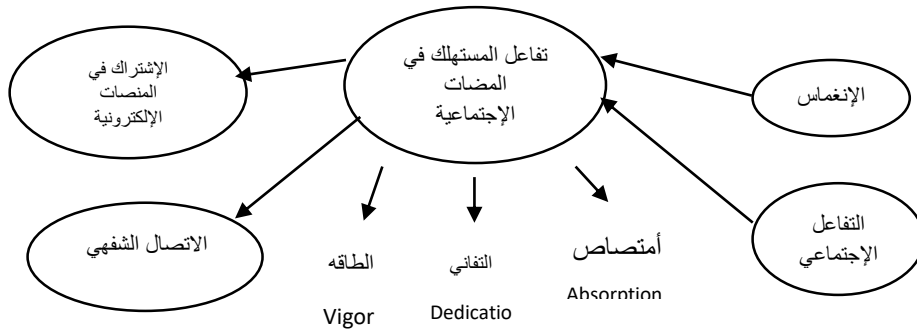 الإنغماس
التفاعل
الإجتماعي
تفاعل المستهلك في
المضات
الإجتماعية
الإشتراك في
المنصات
الإلكترونية
الاتصال الشفهي
أمتصاص
Absorption
التفاني
Dedicatio
الطاقه
Vigor